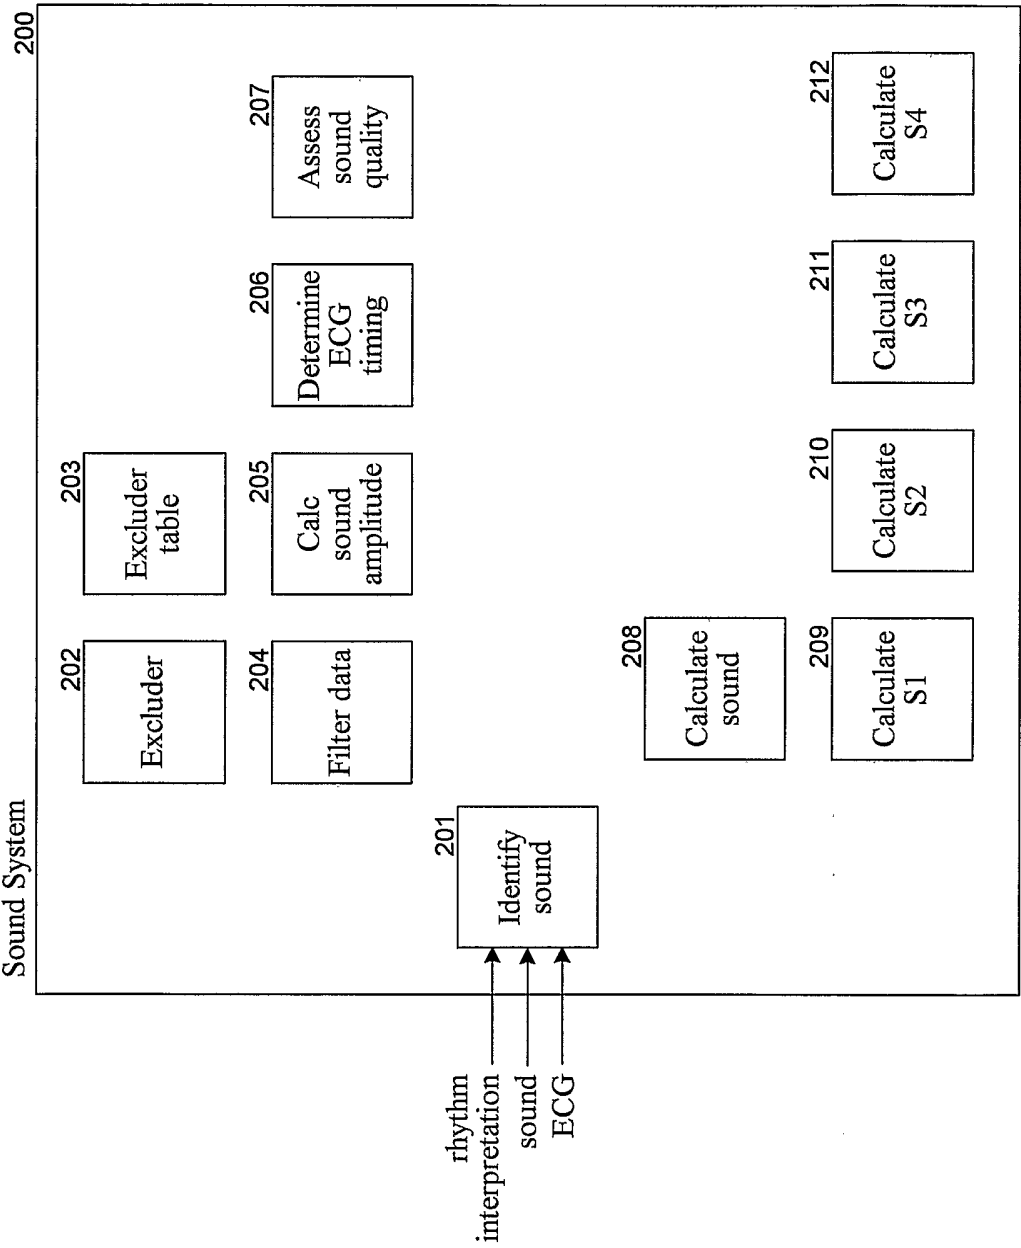 Sound System
200
202
Excluder
203
Excluder
table
204
Filter data
205
Calc
sound
amplitude
206
Determine
ECG
timing
207
Assess
sound
quality
rhythm
interpretation
sound
ECG
201
Identify
sound
208
Calculate
sound
209
Calculate
S1
210
Calculate
S2
211
Calculate
S3
212
Calculate
S4